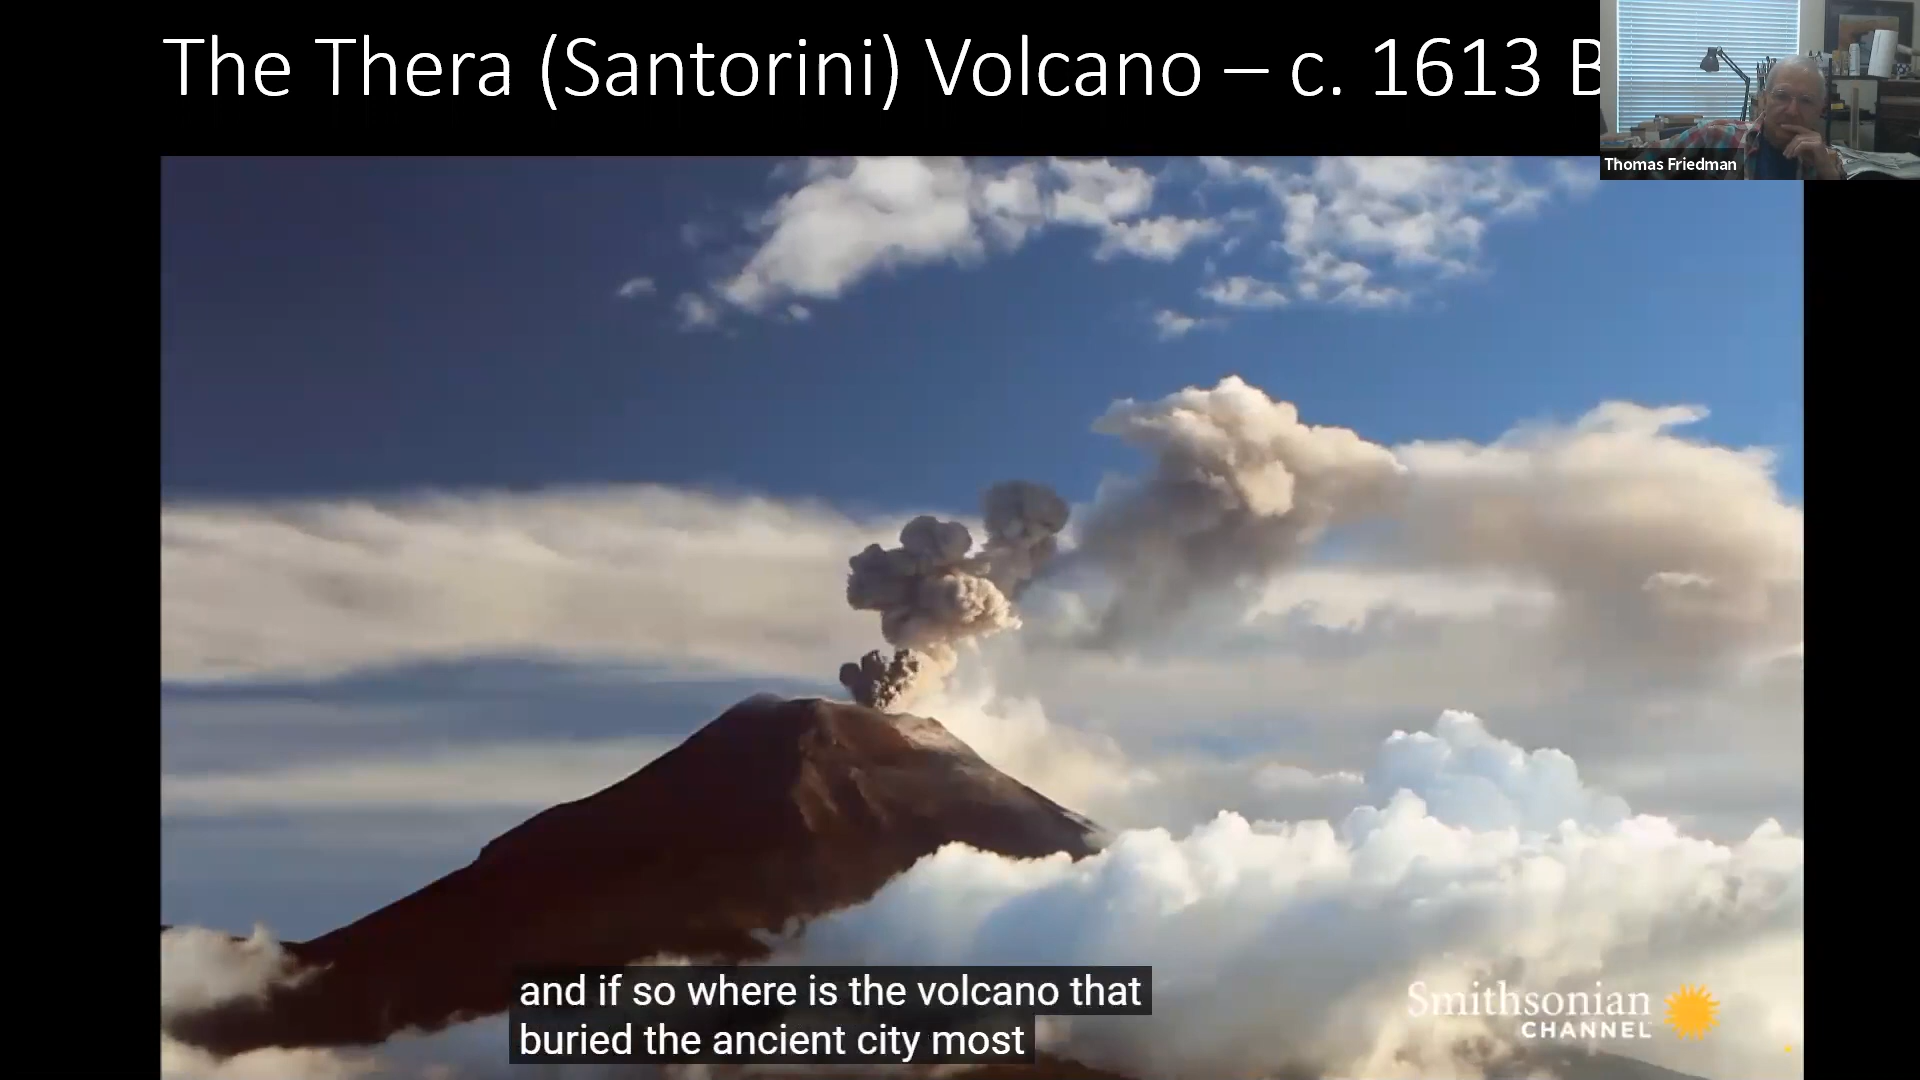 The Thera (Santorini) Volcano – c. 1613 B
Thomas Friedman
and if so where is the volcano that
buried the ancient city most
Smithsonian
CHANNEL